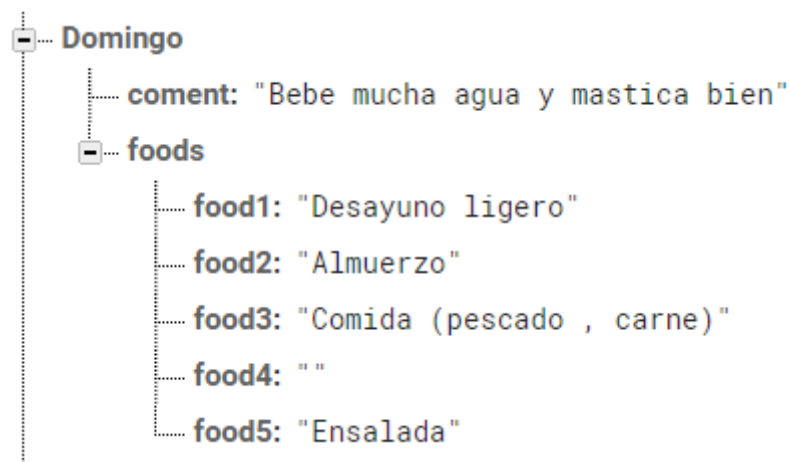 Domingo
coment: "Bebe mucha agua y mastica bien"
foods
food1: "Desayuno ligero"
food2: "Almuerzo"
food3: "Comida (pescado , carne)"
food4: ""
food5: "Ensalada"